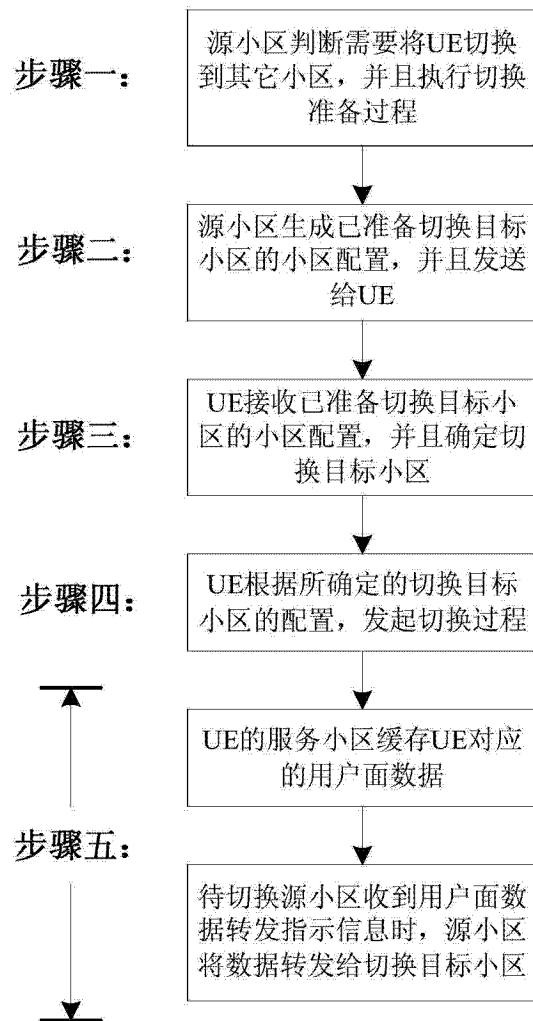 步骤一：
源小区判断需要将UE切换
到其它小区，并且执行切换
准备过程
步骤二：
源小区生成已准备切换目标
小区的小区配置，并且发送
给UE
步骤三：
UE接收已准备切换目标小
区的小区配置，并且确定切
换目标小区
步骤四：
UE根据所确定的切换目标
小区的配置，发起切换过程
步骤五：
UE的服务小区缓存UE对应
的用户面数据
待切换源小区收到用户面数
据转发指示信息时，源小区
将数据转发给切换目标小区